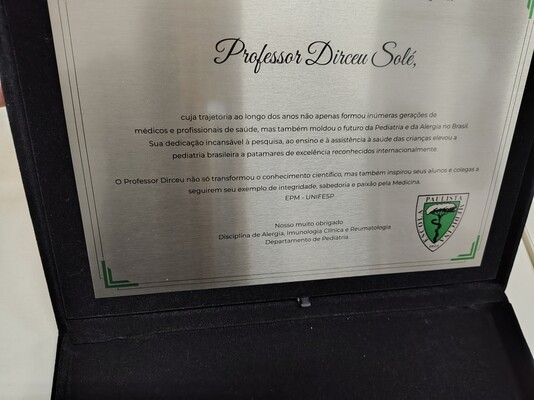 Professor Dirceu Solé,
cuja trajetoria ao longo dos anos não apenas formou inúmeras gerações de
médicos e profissionais de saúde, mas também moldou o futuro da Pediatria e da Alergia no Brasil.
Sua dedicação incansável à pesquisa, ao ensino e à assistência à saúde das crianças elevou a
pediatria brasileira a patamares de excelência reconhecidos internacionalmente.
O Professor Dirceu não só transformou o conhecimento científico, mas também inspirou seus alunos e colegas a
seguirem seu exemplo de integridade, sabedoria e paixão pela Medicina.
EPM - UNIFESP
Nosso muito obrigado
Disciplina de Alergia, Imunologia Clínica e Reumatologia
Departamento de Pediatria.
ESCOLA PAULISTA MEDICINA